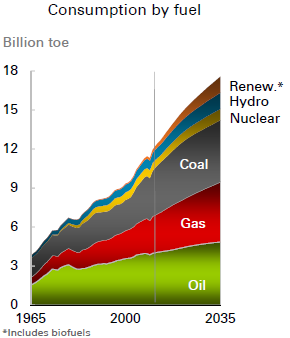 Consumption by fuel
Billion toe
18
15
12
9
6
3
0
Renew.*
Hydro
Nuclear
Coal
Gas
Oil
1965 2000 2035
*Includes biofuels